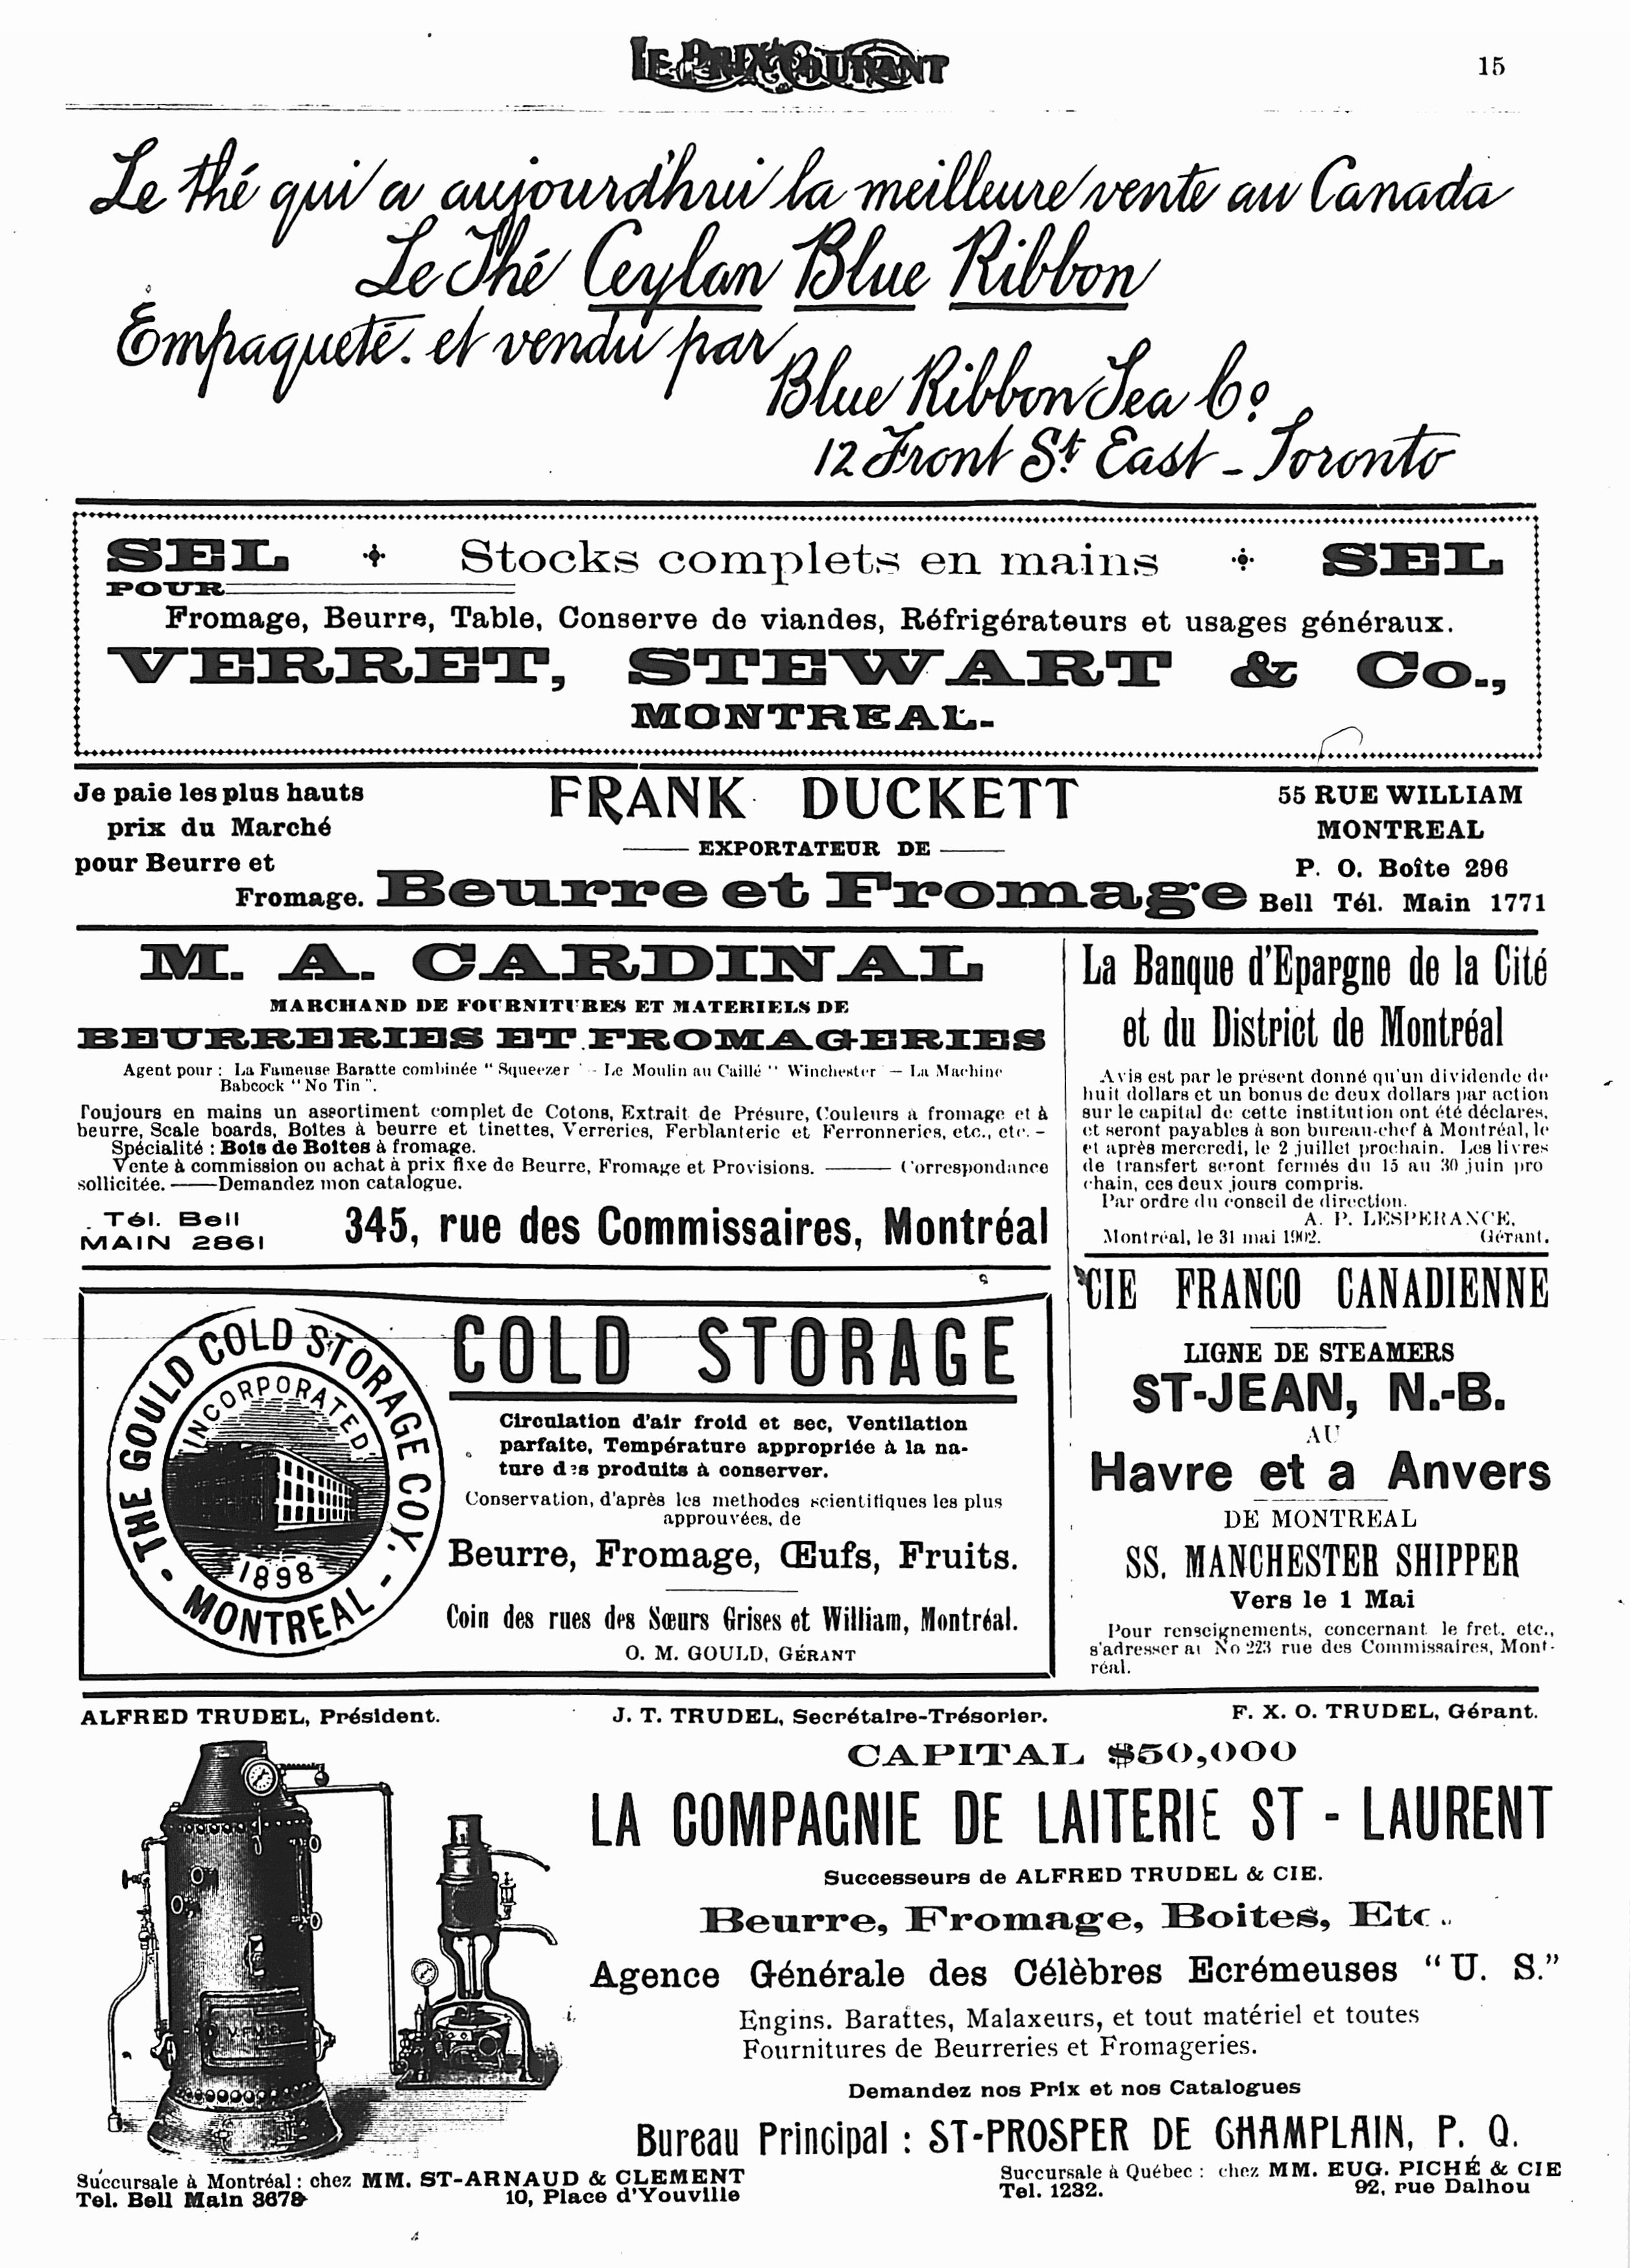 LE PRIX COURANT
15
Le thé qui a aujourd'hui la meilleure vente au Canada
Le Thé Ceylan Blue Ribbon
Empaqueté. et vendu par
Blue Ribbon Tea Co.
12 Front St. East - Toronto
SEL Stocks complets en mains SEL
POUR
Fromage, Beurre, Table, Conserve de viandes, Réfrigérateurs et usages généraux.
VERRET, STEWART & Co.,
MONTREAL.
Je paie les plus hauts
prix du Marché
pour Beurre et
Fromage.
FRANK DUCKETT
EXPORTATEUR DE
Beurre et Fromage
55 RUE WILLIAM
MONTREAL
P. O. Boîte 296
Bell Tél. Main 1771
M. A. CARDINAL
MARCHAND DE FOURNITURES ET MATERIELS DE
BEURRERIES ET FROMAGERIES
Agent pour : La Fameuse Baratte combinée "Squeezer" - Le Moulin au Caillé "Winchester" — La Machine
Babcock "No Tin".
Toujours en mains un assortiment complet de Cotons, Extrait de Présure, Couleurs à fromage et à
beurre, Scale boards, Boîtes à beurre et tinettes, Verreries, Ferblanterie et Ferronneries, etc., etc. -
Spécialité : Bois de Boîtes à fromage.
Vente à commission ou achat à prix fixe de Beurre, Fromage et Provisions. —— Correspondance
sollicitée. —— Demandez mon catalogue.
Tél. Bell
MAIN 2861
345, rue des Commissaires, Montréal
La Banque d'Epargne de la Cité
et du District de Montréal
Avis est par le présent donné qu'un dividende de
huit dollars et un bonus de deux dollars par action
sur le capital de cette institution ont été déclarés,
et seront payables à son bureau-chef à Montréal, le
et après mercredi, le 2 juillet prochain. Les livres
de transfert seront fermés du 15 au 30 juin pro
chain, ces deux jours compris.
Par ordre du conseil de direction.
A. P. LESPERANCE,
Montréal, le 31 mai 1902. Gérant.
THE GOULD COLD STORAGE COY.
INCORPORATED
1898
- MONTREAL -
COLD STORAGE
Circulation d'air froid et sec, Ventilation
parfaite, Température appropriée à la na-
ture des produits à conserver.
Conservation, d'après les methodes scientifiques les plus
approuvées, de
Beurre, Fromage, Œufs, Fruits.
Coin des rues des Sœurs Grises et William, Montréal.
O. M. GOULD, GÉRANT
CIE FRANCO CANADIENNE
LIGNE DE STEAMERS
ST-JEAN, N.-B.
AU
Havre et a Anvers
DE MONTREAL
SS. MANCHESTER SHIPPER
Vers le 1 Mai
Pour renseignements, concernant le fret, etc.,
s'adresser au No 223 rue des Commissaires, Mont-
réal.
ALFRED TRUDEL, Président. J. T. TRUDEL, Secrétaire-Trésorier. F. X. O. TRUDEL, Gérant.
CAPITAL $50,000
LA COMPAGNIE DE LAITERIE ST - LAURENT
Successeurs de ALFRED TRUDEL & CIE.
Beurre, Fromage, Boites, Etc..
Agence Générale des Célèbres Ecrémeuses "U. S."
Engins. Barattes, Malaxeurs, et tout matériel et toutes
Fournitures de Beurreries et Fromageries.
Demandez nos Prix et nos Catalogues
Bureau Principal : ST-PROSPER DE CHAMPLAIN, P. Q.
Succursale à Montréal : chez MM. ST-ARNAUD & CLEMENT
Tel. Bell Main 3678 10, Place d'Youville
Succursale à Québec : chez MM. EUG. PICHÉ & CIE
Tel. 1232. 92, rue Dalhou